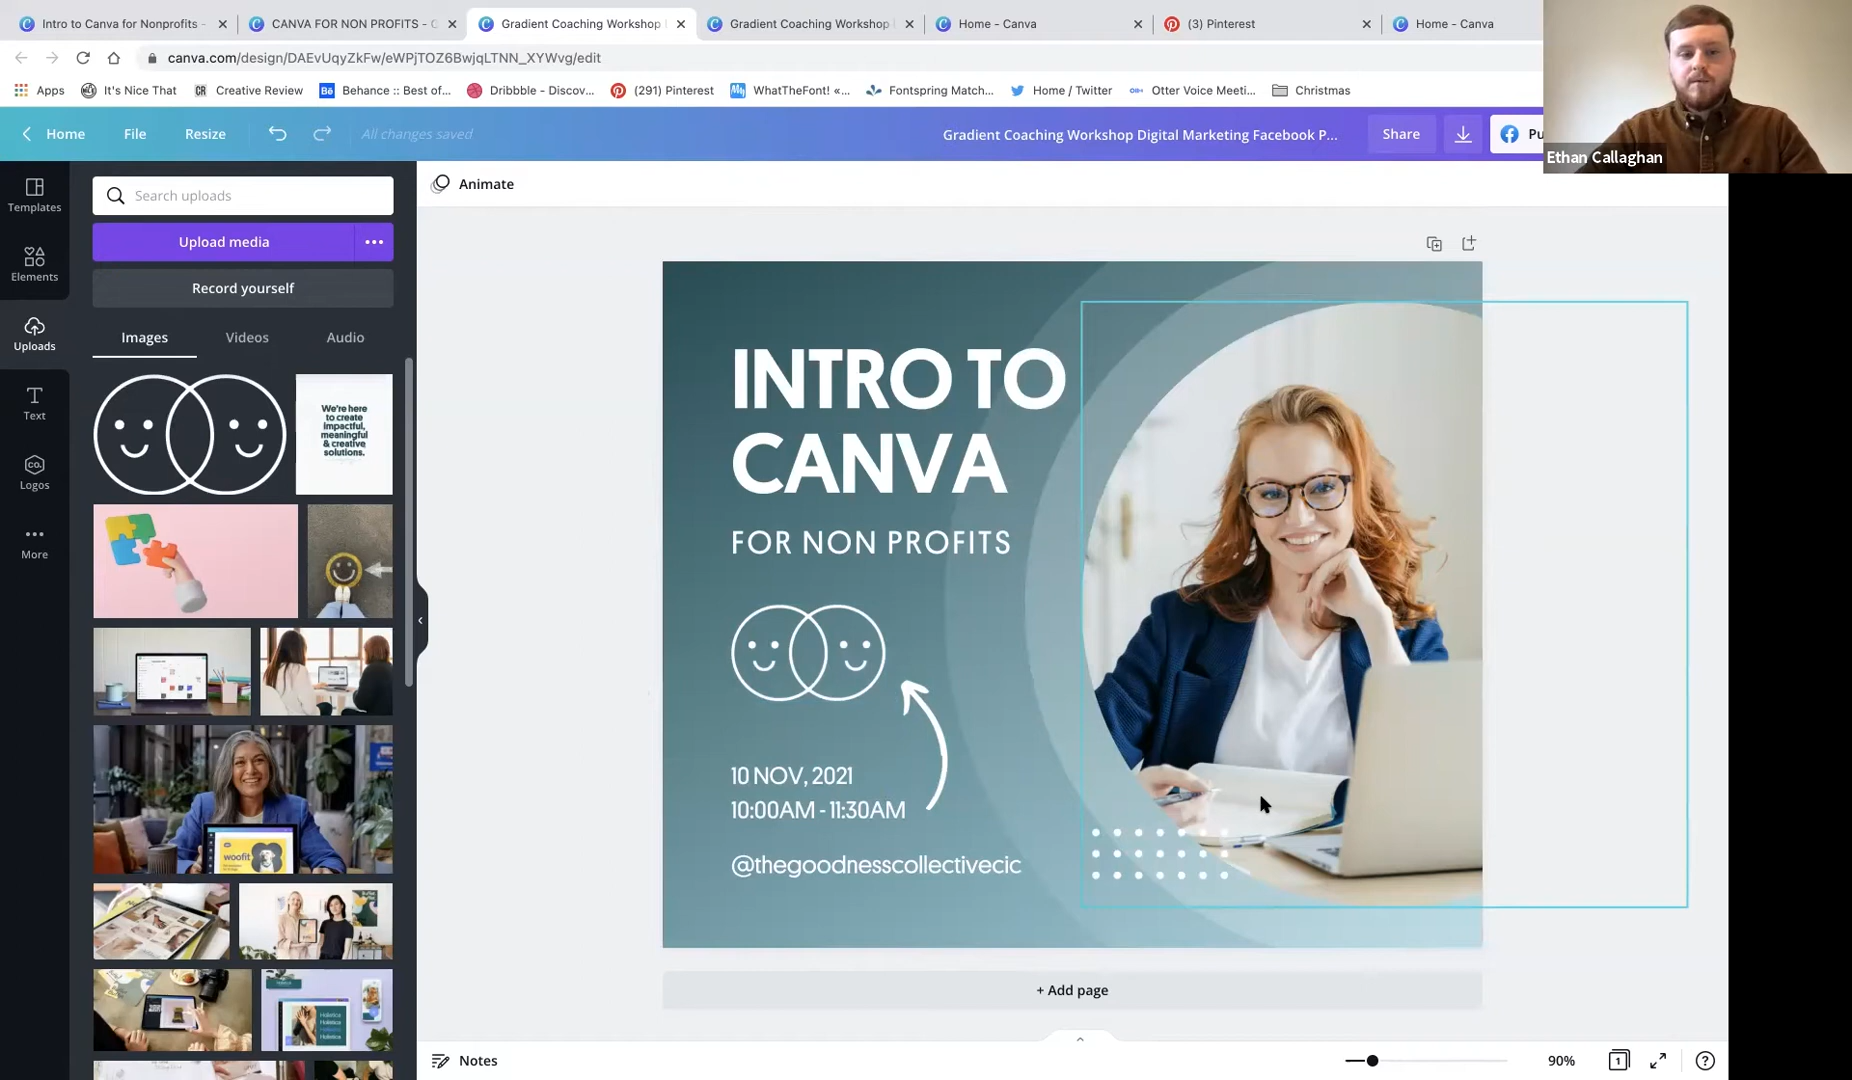 Intro to Canva for Nonprofits -
CANVA FOR NON PROFITS - C
Gradient Coaching Workshop
Gradient Coaching Workshop
Home - Canva
(3) Pinterest
Home - Canva
canva.com/design/DAEvUqyZkFw/eWPjTOZ6BwjqLTNN_XYWvg/edit
Apps
It's Nice That
CR
Creative Review
Bē
Behance :: Best of...
Dribbble - Discov...
(291) Pinterest
WhatTheFont! «...
Fontspring Match...
Home / Twitter
Otter Voice Meeti...
Christmas
Home
File
Resize
All changes saved
Gradient Coaching Workshop Digital Marketing Facebook P...
Share
Pu
Ethan Callaghan
Templates
Elements
Uploads
Text
CO.
Logos
More
Search uploads
Upload media
Record yourself
Images
Videos
Audio
We're here
to create
impactful,
meaningful
& creative
solutions.
woofit
Animate
INTRO TO
CANVA
FOR NON PROFITS
10 NOV, 2021
10:00AM - 11:30AM
@thegoodnesscollectivecic
+ Add page
Notes
90%
1
?